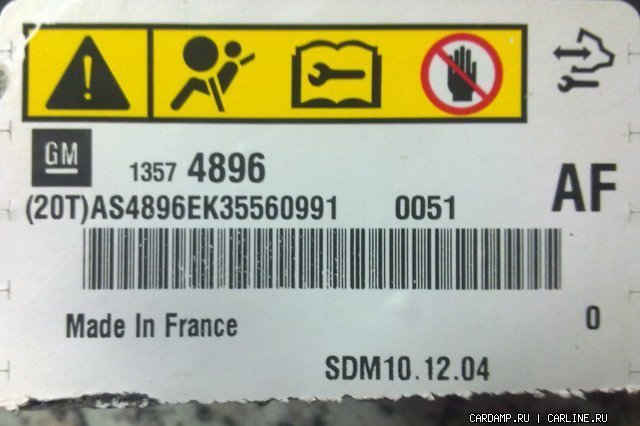 GM 1357 4896
AF
(20T)AS4896EK35560991 0051
Made In France 0
SDM10.12.04
CARDAMP.RU | CARLINE.RU